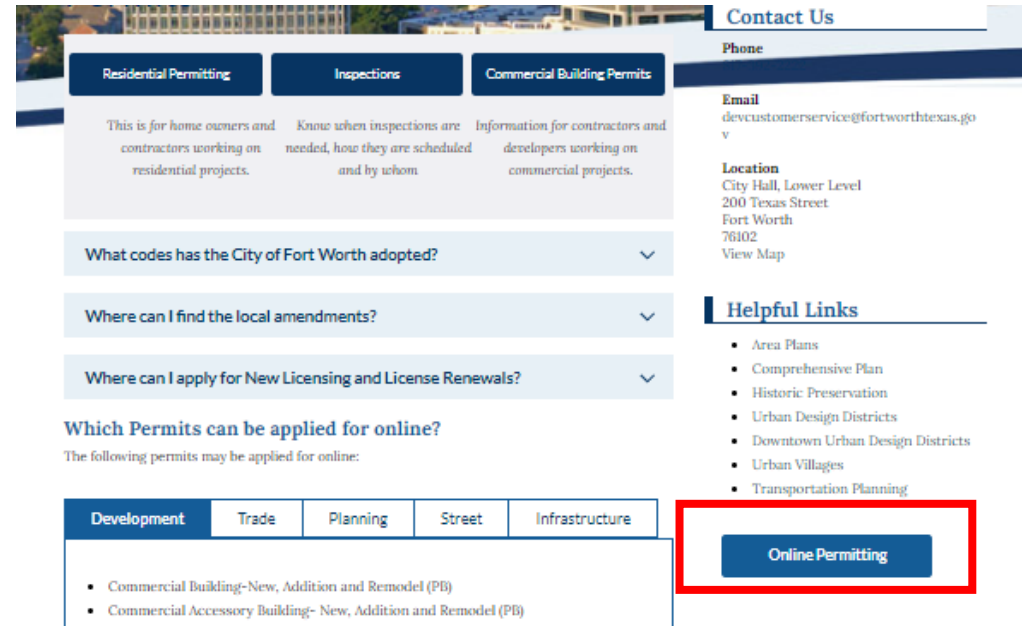 Residential Permitting
Inspections
Commercial Building Permits
This is for home owners and
contractors working on
residential projects.
Know when inspections are
needed, how they are scheduled
and by whom
Information for contractors and
developers working on
commercial projects.
What codes has the City of Fort Worth adopted?
Where can I find the local amendments?
Where can I apply for New Licensing and License Renewals?
Which Permits can be applied for online?
The following permits may be applied for online:
Development
Trade
Planning
Street
Infrastructure
Commercial Building-New, Addition and Remodel (PB)
Commercial Accessory Building- New, Addition and Remodel (PB)
Contact Us
Phone
Email
devcustomerservice@fortworthtexas.go
v
Location
City Hall, Lower Level
200 Texas Street
Fort Worth
76102
View Map
Helpful Links
Area Plans
Comprehensive Plan
Historic Preservation
Urban Design Districts
Downtown Urban Design Districts
Urban Villages
Transportation Planning
Online Permitting